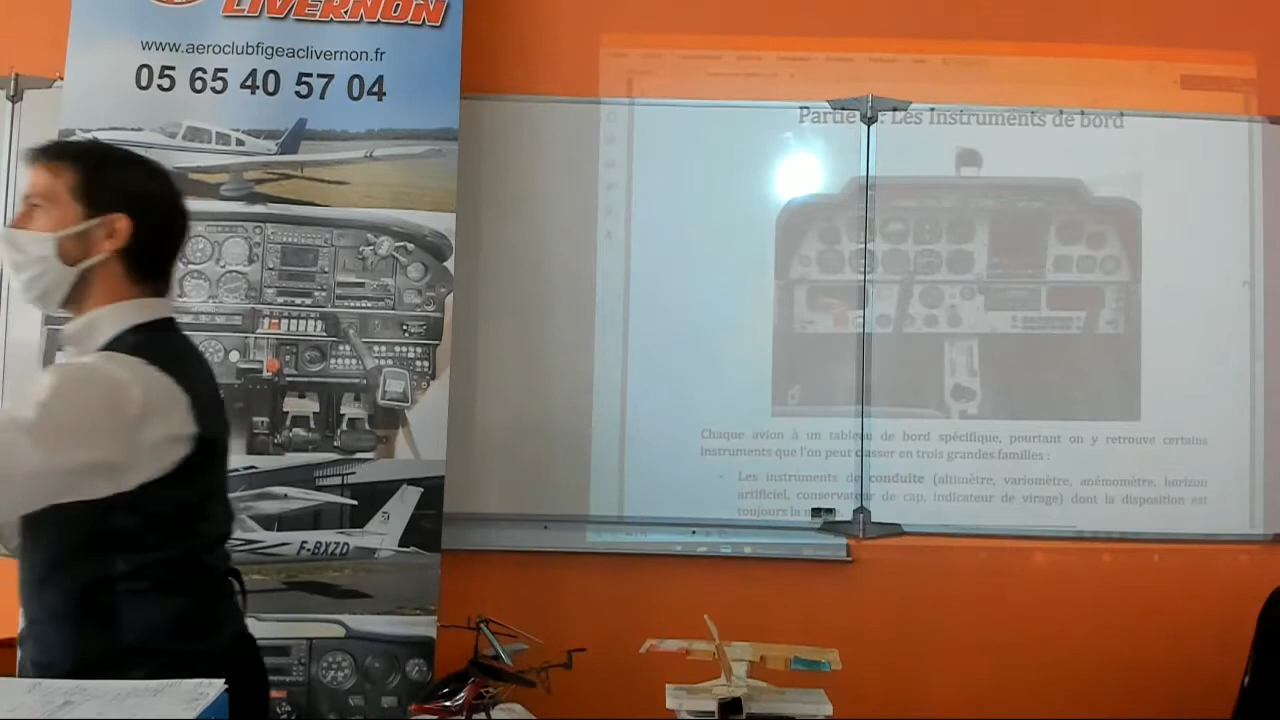 LIVERNON
www.aeroclubfigeaclivernon.fr
05 65 40 57 04
F-BXZD
Partie : Les Instruments de bord
Chaque avion à un tableau de bord spécifique, pourtant on y retrouve certains
instruments que l'on peut classer en trois grandes familles :
- Les instruments de conduite (altimètre, variomètre, anémomètre, horizon
artificiel, conservateur de cap, indicateur de virage) dont la disposition est
toujours la